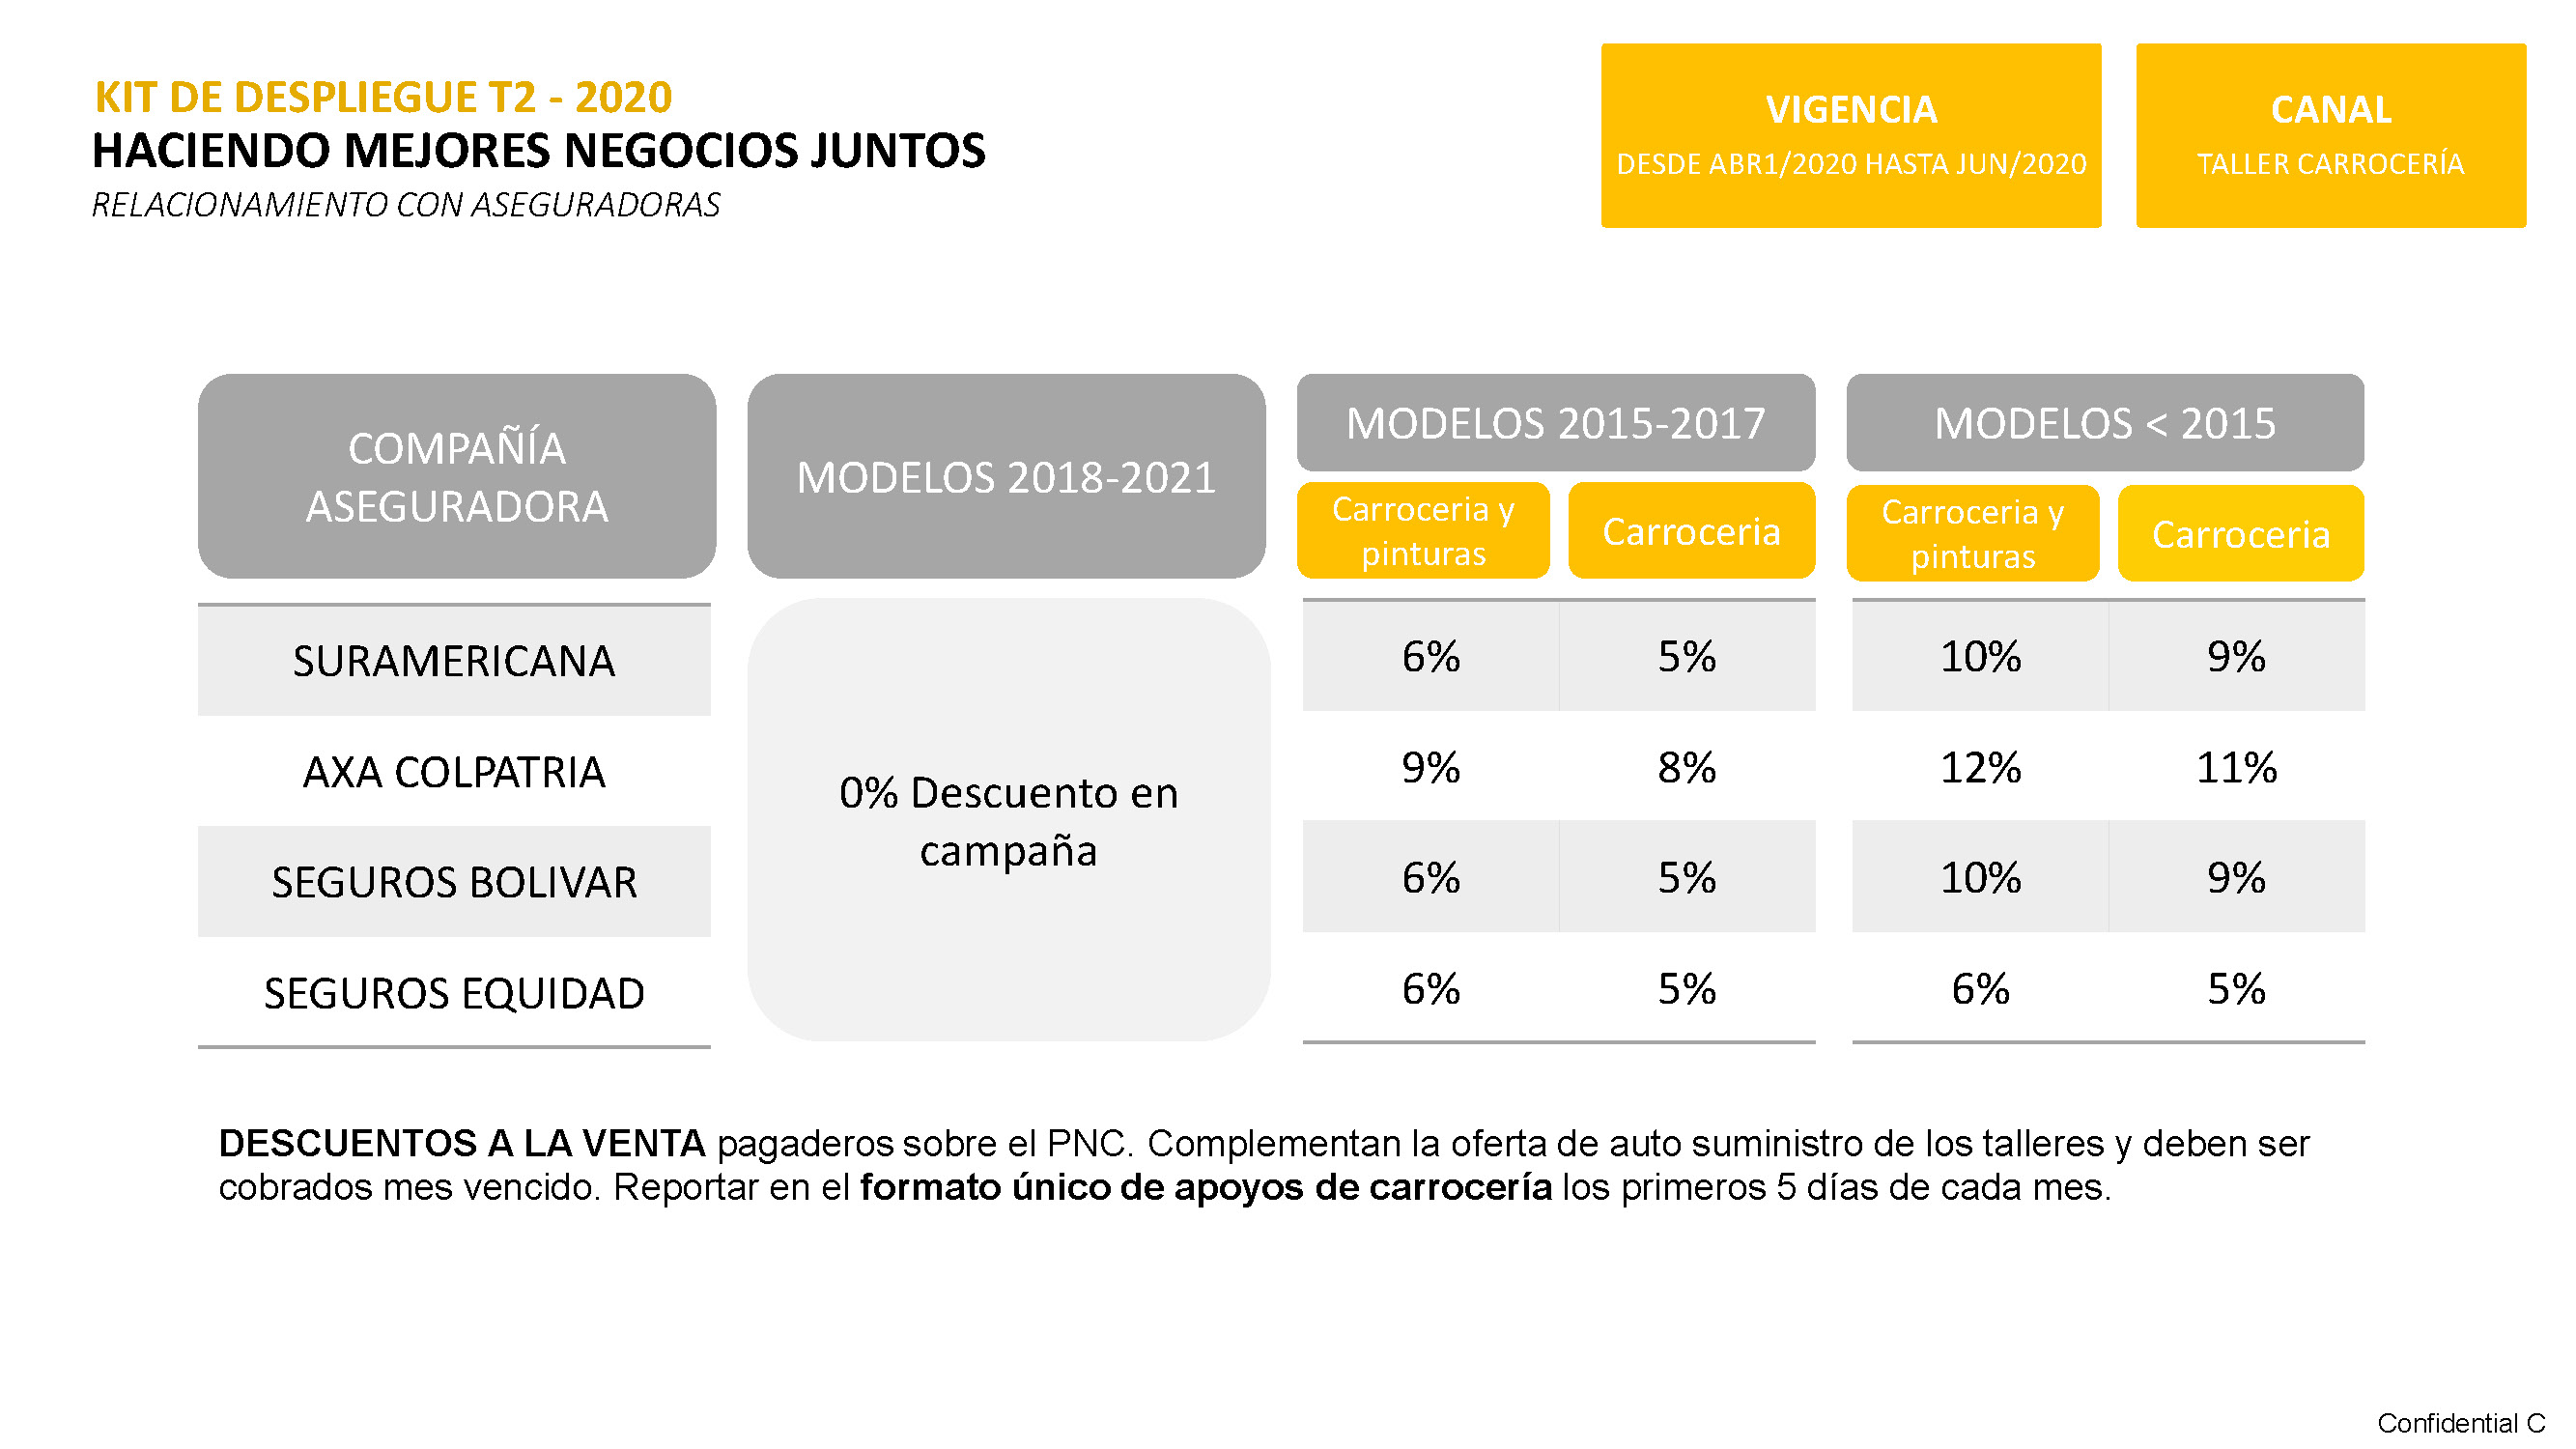 KIT DE DESPLIEGUE T2 - 2020
HACIENDO MEJORES NEGOCIOS JUNTOS
RELACIONAMIENTO CON ASEGURADORAS
VIGENCIA
DESDE ABR1/2020 HASTA JUN/2020
CANAL
TALLER CARROCERÍA
COMPAÑÍA
ASEGURADORA
MODELOS 2018-2021
MODELOS 2015-2017
MODELOS < 2015
Carroceria y
pinturas
Carroceria
Carroceria y
pinturas
Carroceria
SURAMERICANA
6% 5% 10% 9%
AXA COLPATRIA
9% 8% 12% 11%
0% Descuento en
campaña
SEGUROS BOLIVAR
6% 5% 10% 9%
SEGUROS EQUIDAD
6% 5% 6% 5%
DESCUENTOS A LA VENTA pagaderos sobre el PNC. Complementan la oferta de auto suministro de los talleres y deben ser
cobrados mes vencido. Reportar en el formato único de apoyos de carrocería los primeros 5 días de cada mes.
Confidential C